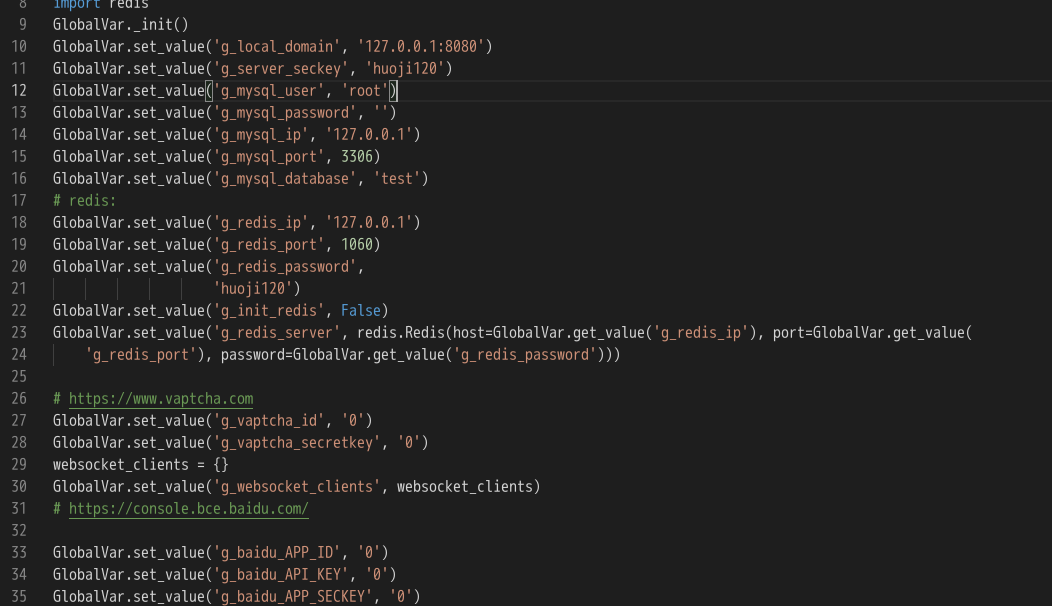 8 import redis
9 GlobalVar._init()
10 GlobalVar.set_value('g_local_domain', '127.0.0.1:8080')
11 GlobalVar.set_value('g_server_seckey', 'huoji120')
12 GlobalVar.set_value('g_mysql_user', 'root')
13 GlobalVar.set_value('g_mysql_password', '')
14 GlobalVar.set_value('g_mysql_ip', '127.0.0.1')
15 GlobalVar.set_value('g_mysql_port', 3306)
16 GlobalVar.set_value('g_mysql_database', 'test')
17 # redis:
18 GlobalVar.set_value('g_redis_ip', '127.0.0.1')
19 GlobalVar.set_value('g_redis_port', 1060)
20 GlobalVar.set_value('g_redis_password',
21 'huoji120')
22 GlobalVar.set_value('g_init_redis', False)
23 GlobalVar.set_value('g_redis_server', redis.Redis(host=GlobalVar.get_value('g_redis_ip'), port=GlobalVar.get_value(
24 'g_redis_port'), password=GlobalVar.get_value('g_redis_password')))
25
26 # https://www.vaptcha.com
27 GlobalVar.set_value('g_vaptcha_id', '0')
28 GlobalVar.set_value('g_vaptcha_secretkey', '0')
29 websocket_clients = {}
30 GlobalVar.set_value('g_websocket_clients', websocket_clients)
31 # https://console.bce.baidu.com/
32
33 GlobalVar.set_value('g_baidu_APP_ID', '0')
34 GlobalVar.set_value('g_baidu_API_KEY', '0')
35 GlobalVar.set_value('g_baidu_APP_SECKEY', '0')